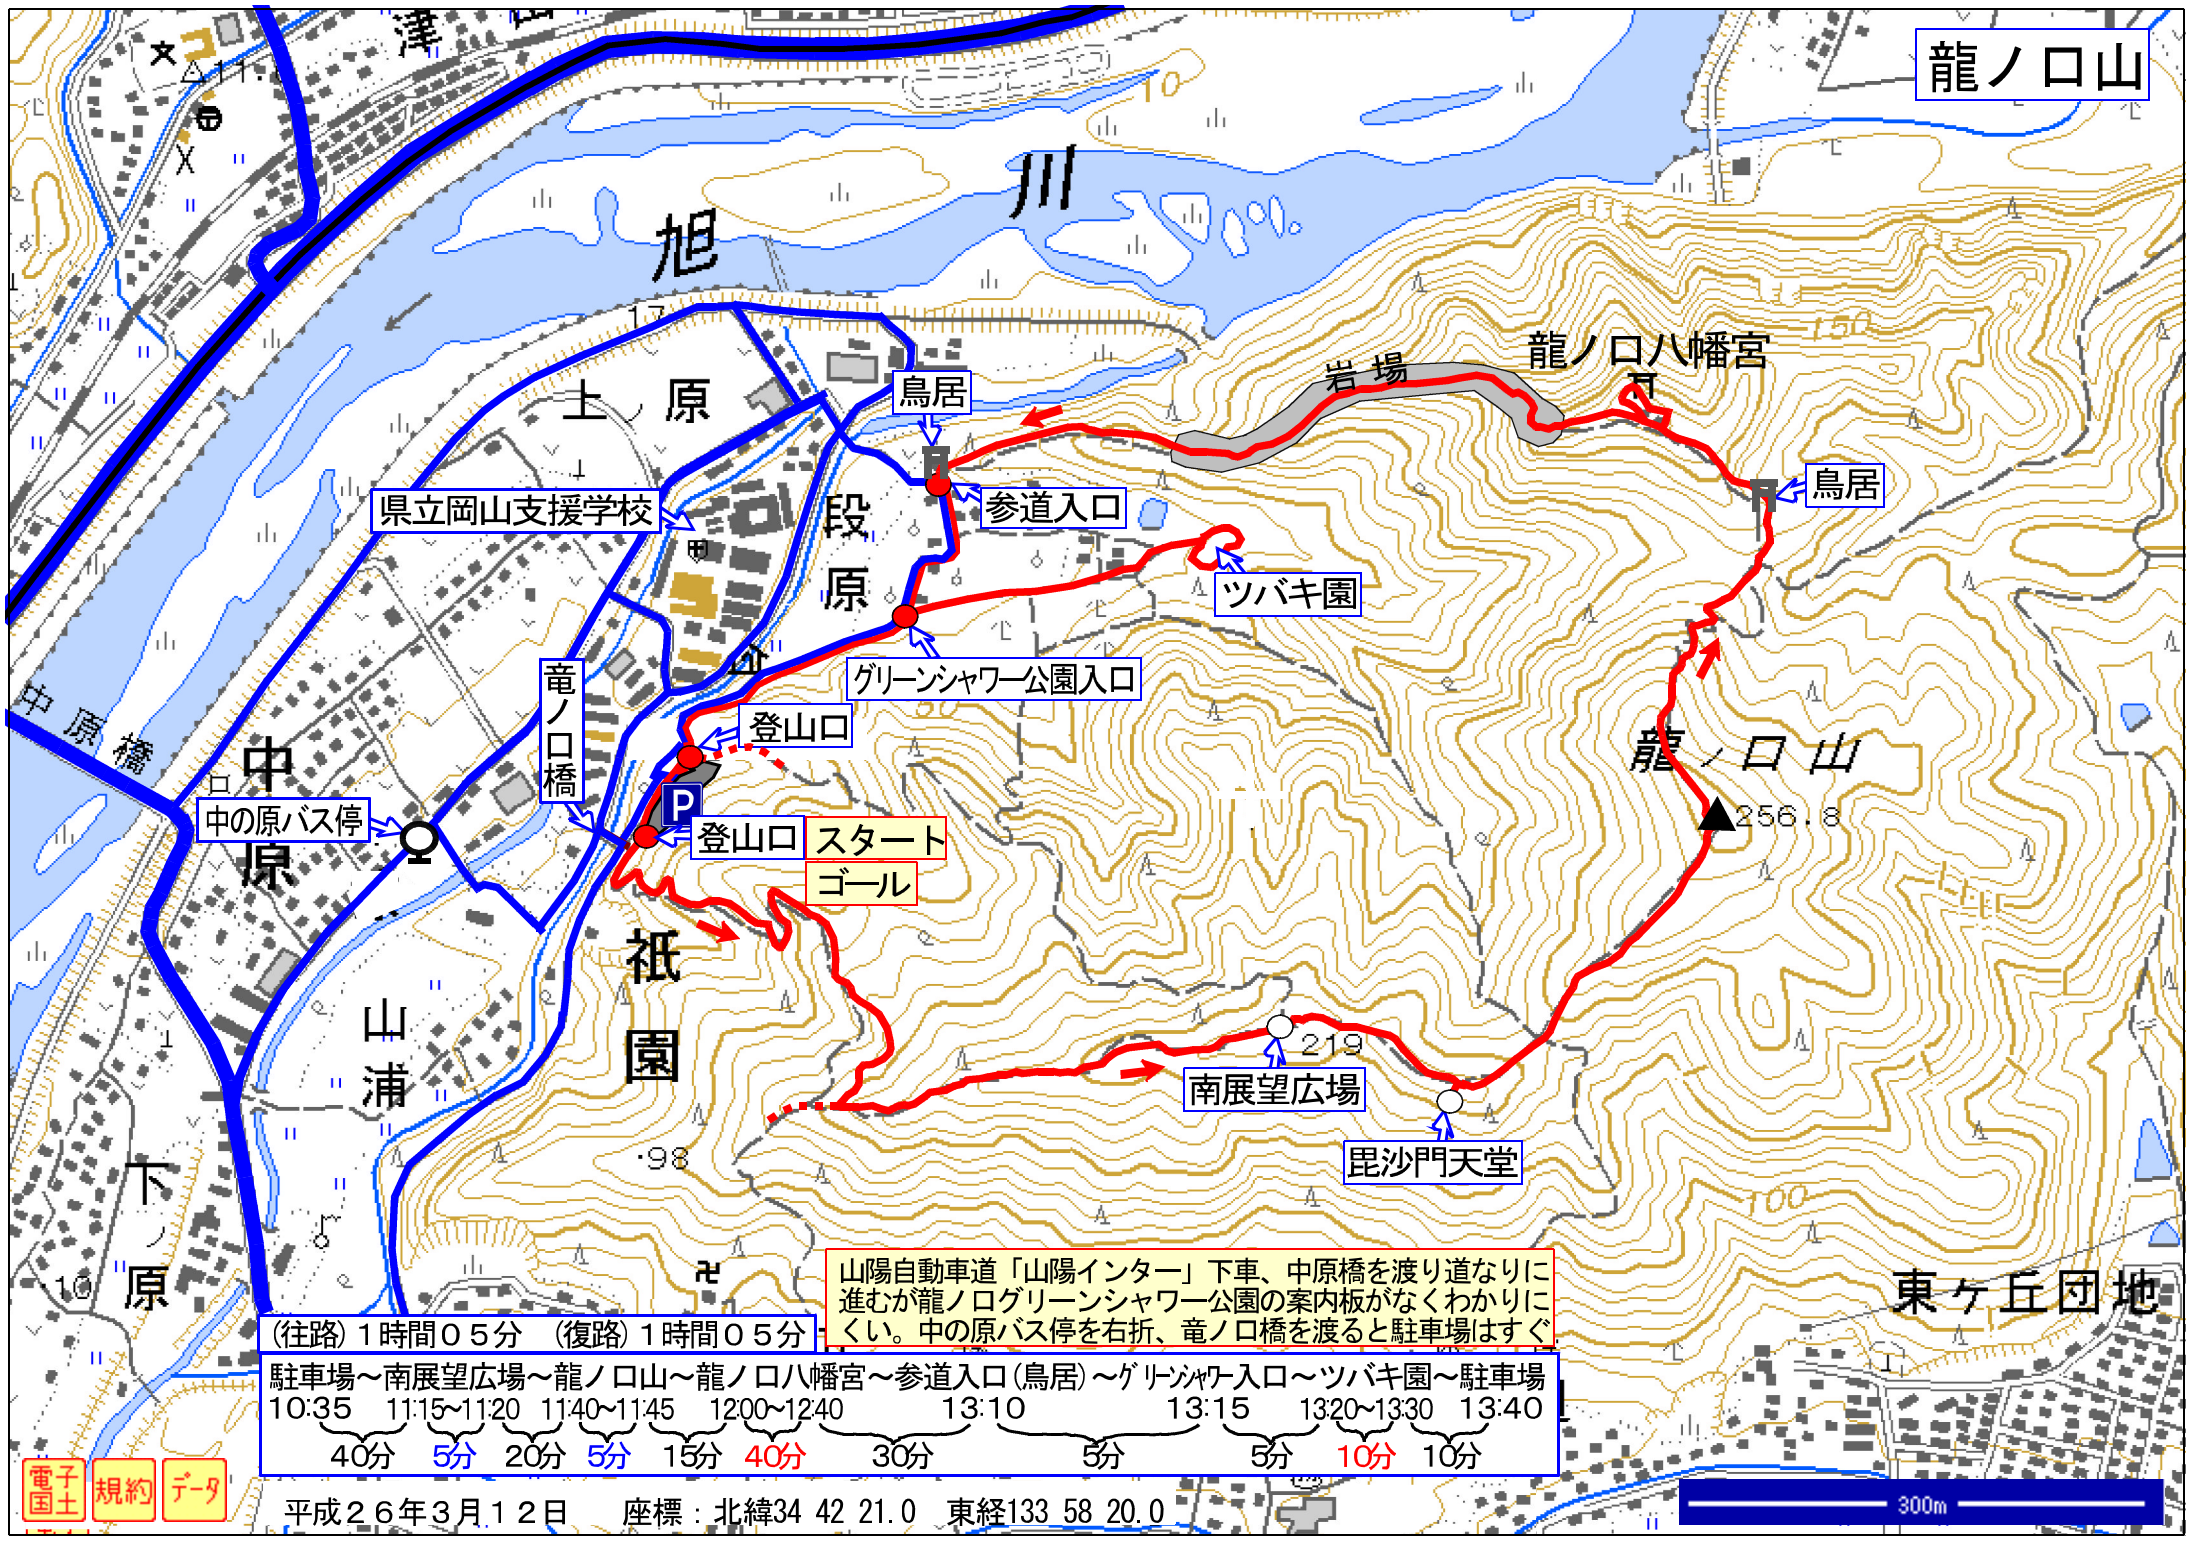 龍ノ口山
津
11.
10
旭
川
17
上ノ原
鳥居
岩場
龍ノ口八幡宮
150
鳥居
県立岡山支援学校
段原
参道入口
ツバキ園
グリーンシャワー公園入口
竜ノ口橋
登山口
50
中原橋
中原
中の原バス停
P
登山口
スタート
ゴール
龍ノ口山
256.8
祇園
山浦
南展望広場
219
毘沙門天堂
・98
100
下ノ原
・10
東ヶ丘団地
山陽自動車道「山陽インター」下車、中原橋を渡り道なりに
進むが龍ノ口グリーンシャワー公園の案内板がなくわかりに
くい。中の原バス停を右折、竜ノ口橋を渡ると駐車場はすぐ
(往路)1時間05分　(復路)1時間05分
駐車場～南展望広場～龍ノ口山～龍ノ口八幡宮～参道入口(鳥居)～グリーンシャワー入口～ツバキ園～駐車場
10:35　11:15～11:20　11:40～11:45　12:00～12:40　13:10　13:15　13:20～13:30　13:40
40分　5分　20分　5分　15分　40分　30分　5分　5分　10分　10分
電子国土
規約
データ
平成26年3月12日　座標：北緯34 42 21.0　東経133 58 20.0
300m